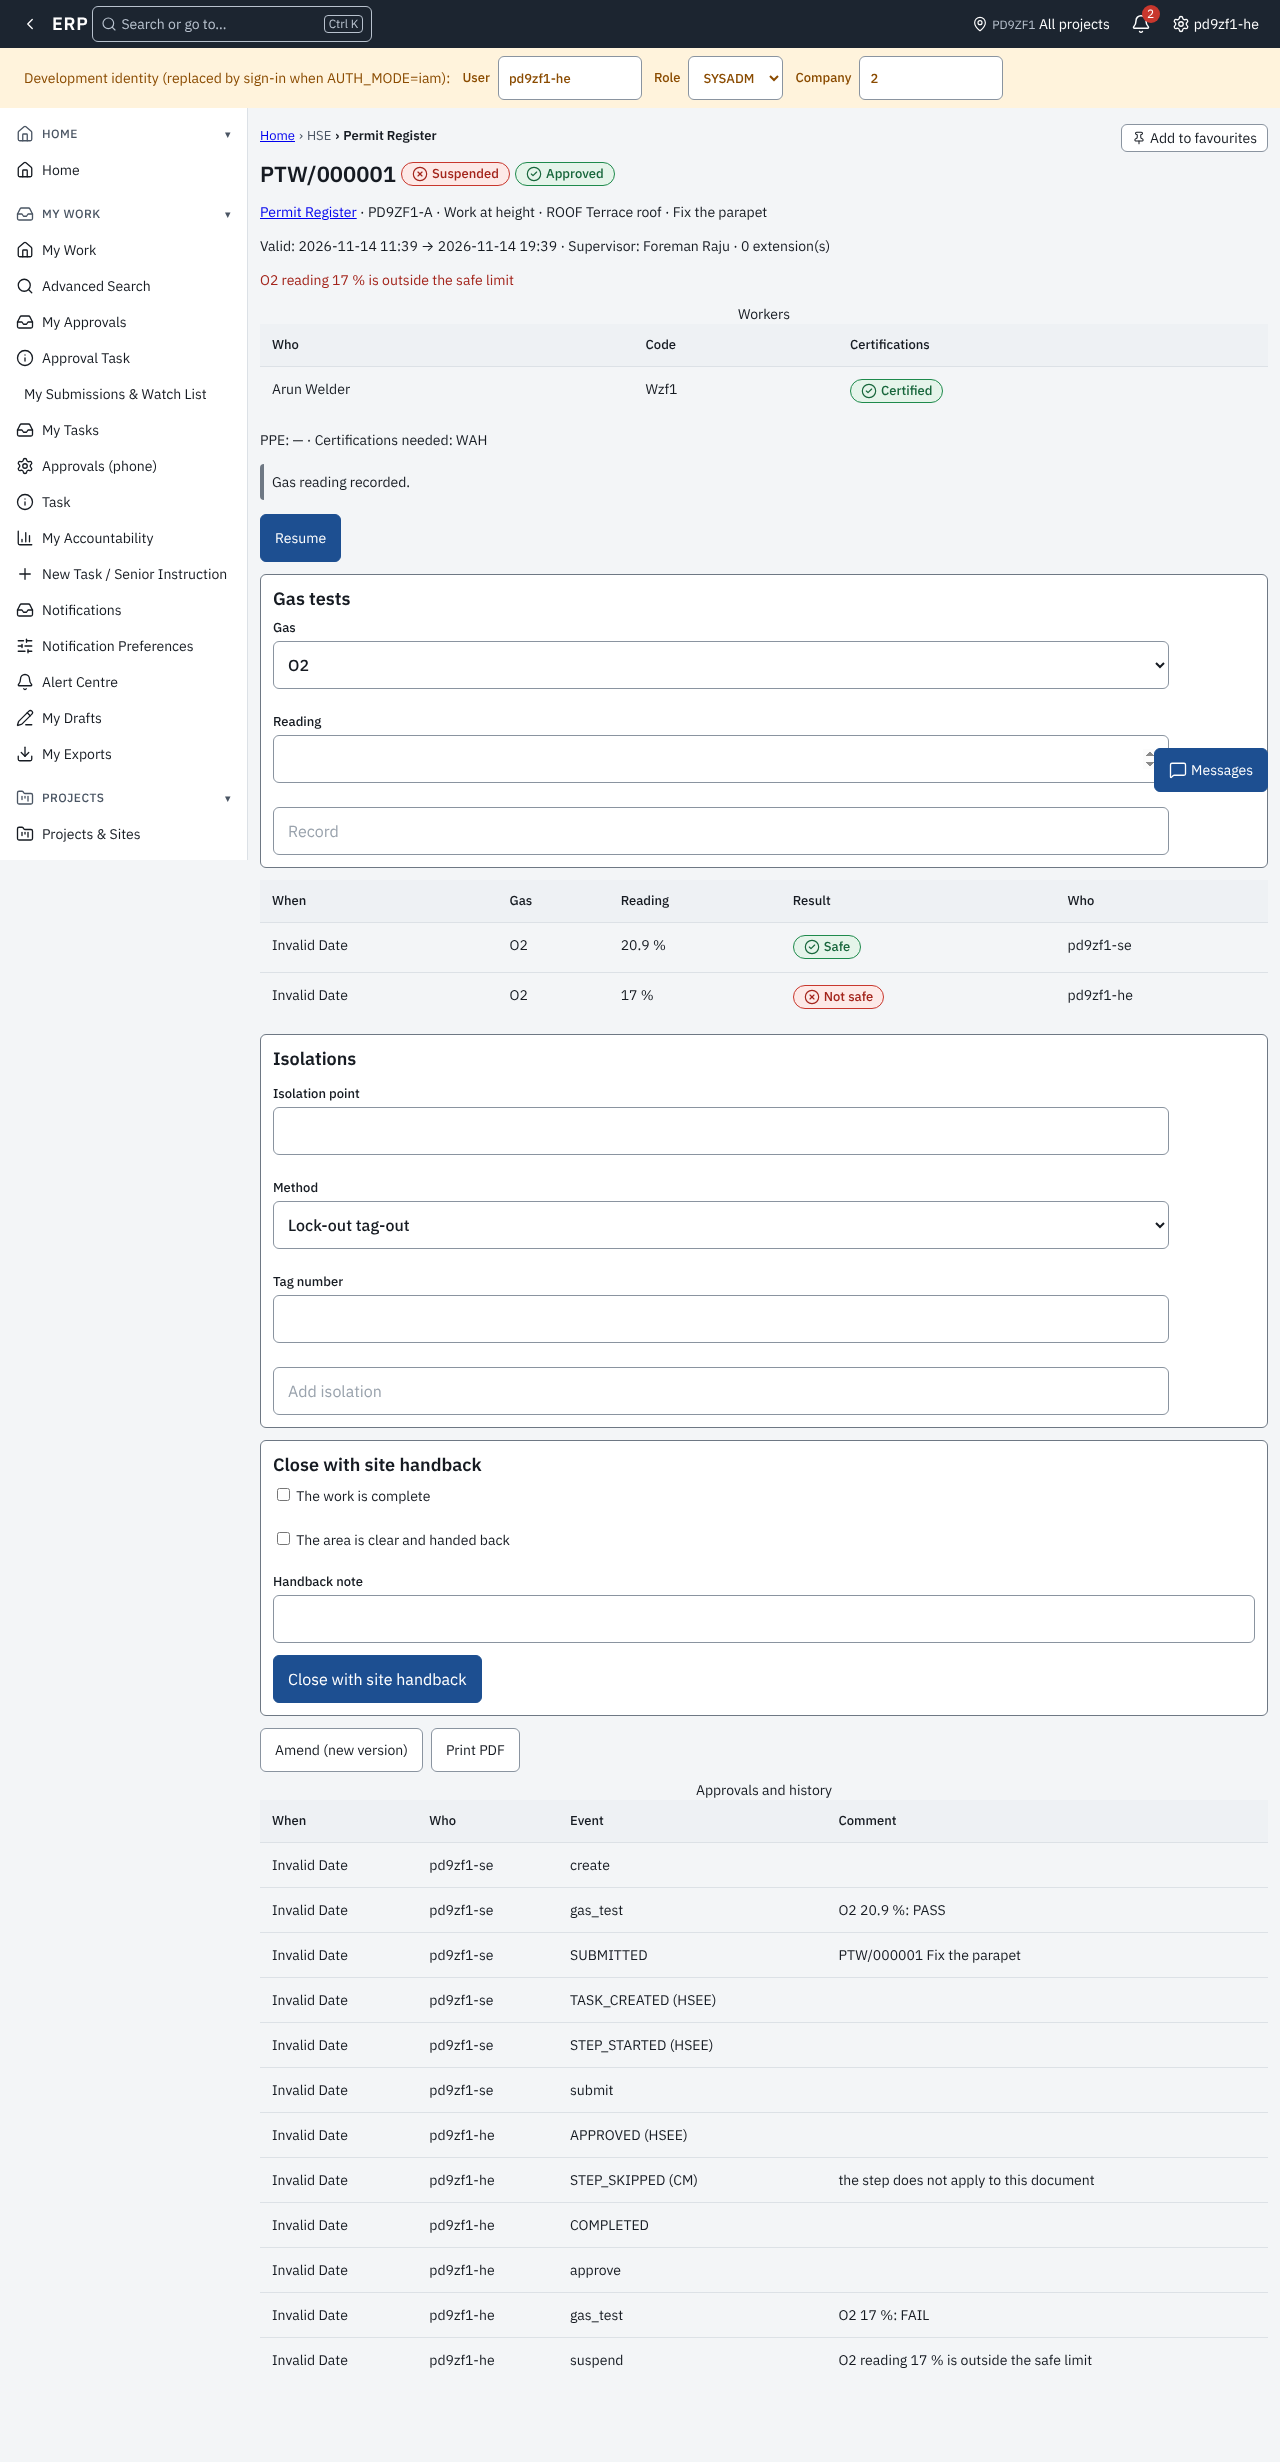 ERP Search or go to... Ctrl K PD9ZF1 All projects 2 pd9zf1-he
Development identity (replaced by sign-in when AUTH_MODE=iam): User pd9zf1-he Role SYSADM Company 2
HOME
Home
MY WORK
My Work
Advanced Search
My Approvals
Approval Task
My Submissions & Watch List
My Tasks
Approvals (phone)
Task
My Accountability
New Task / Senior Instruction
Notifications
Notification Preferences
Alert Centre
My Drafts
My Exports
PROJECTS
Projects & Sites
Home › HSE › Permit Register
Add to favourites
PTW/000001 Suspended Approved
Permit Register · PD9ZF1-A · Work at height · ROOF Terrace roof · Fix the parapet
Valid: 2026-11-14 11:39 → 2026-11-14 19:39 · Supervisor: Foreman Raju · 0 extension(s)
O2 reading 17 % is outside the safe limit
Workers
Who Code Certifications
Arun Welder Wzf1 Certified
PPE: — · Certifications needed: WAH
Gas reading recorded.
Resume
Gas tests
Gas
O2
Reading
Messages
Record
When Gas Reading Result Who
Invalid Date O2 20.9 % Safe pd9zf1-se
Invalid Date O2 17 % Not safe pd9zf1-he
Isolations
Isolation point
Method
Lock-out tag-out
Tag number
Add isolation
Close with site handback
The work is complete
The area is clear and handed back
Handback note
Close with site handback
Amend (new version) Print PDF
Approvals and history
When Who Event Comment
Invalid Date pd9zf1-se create
Invalid Date pd9zf1-se gas_test O2 20.9 %: PASS
Invalid Date pd9zf1-se SUBMITTED PTW/000001 Fix the parapet
Invalid Date pd9zf1-se TASK_CREATED (HSEE)
Invalid Date pd9zf1-se STEP_STARTED (HSEE)
Invalid Date pd9zf1-se submit
Invalid Date pd9zf1-he APPROVED (HSEE)
Invalid Date pd9zf1-he STEP_SKIPPED (CM) the step does not apply to this document
Invalid Date pd9zf1-he COMPLETED
Invalid Date pd9zf1-he approve
Invalid Date pd9zf1-he gas_test O2 17 %: FAIL
Invalid Date pd9zf1-he suspend O2 reading 17 % is outside the safe limit